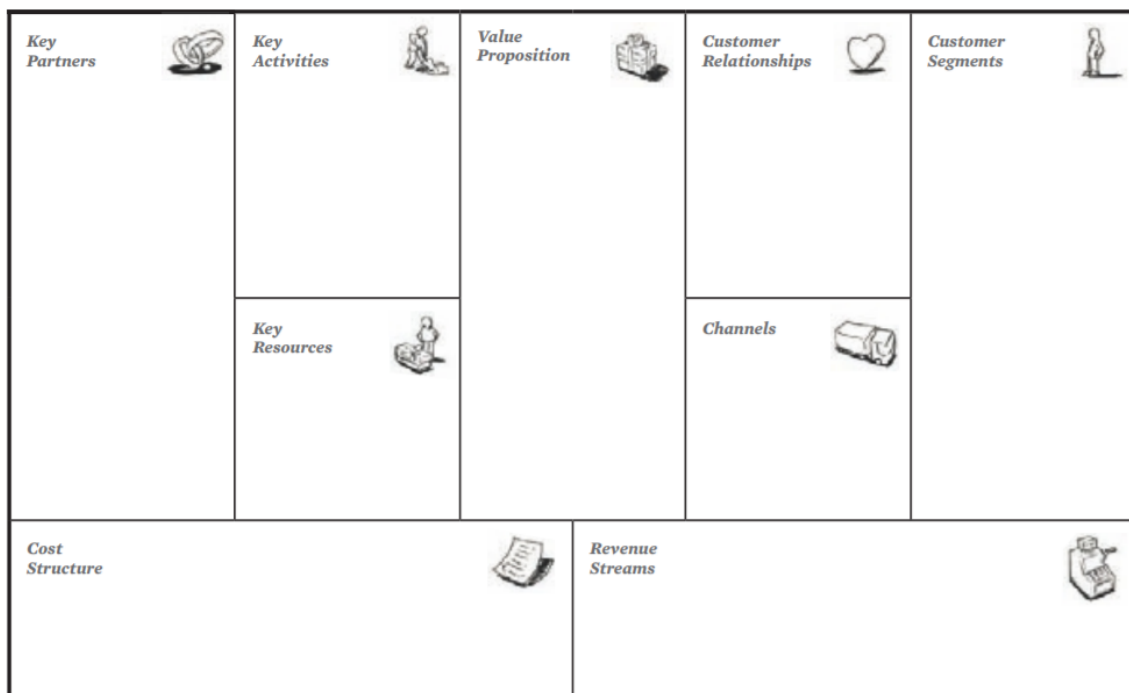 Key
Partners
Key
Activities
Value
Proposition
Customer
Relationships
Customer
Segments
Key
Resources
Channels
Cost
Structure
Revenue
Streams